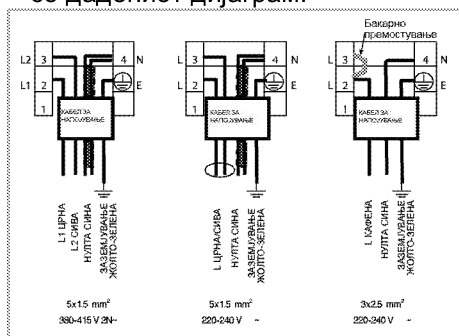 со дадениот дијаграм.
Бакарно
премостување
L2 3 4 N
L1 2 E
1
КАБЕЛ ЗА
НАПОЈУВАЊЕ
L1 ЦРНА
L2 СИВА
НУЛТА СИНА
ЗАЗЕМЈУВАЊЕ
ЖОЛТО-ЗЕЛЕНА
5x1.5 mm²
380-415 V 2N~
L 3 4 N
L 2 E
1
КАБЕЛ ЗА
НАПОЈУВАЊЕ
L ЦРНА/СИВА
НУЛТА СИНА
ЗАЗЕМЈУВАЊЕ
ЖОЛТО-ЗЕЛЕНА
5x1.5 mm²
220-240 V ~
L 3 4 N
L 2 E
1
КАБЕЛ ЗА
НАПОЈУВАЊЕ
L КАФЕНА
НУЛТА СИНА
ЗАЗЕМЈУВАЊЕ
ЖОЛТО-ЗЕЛЕНА
3x2.5 mm²
220-240 V ~